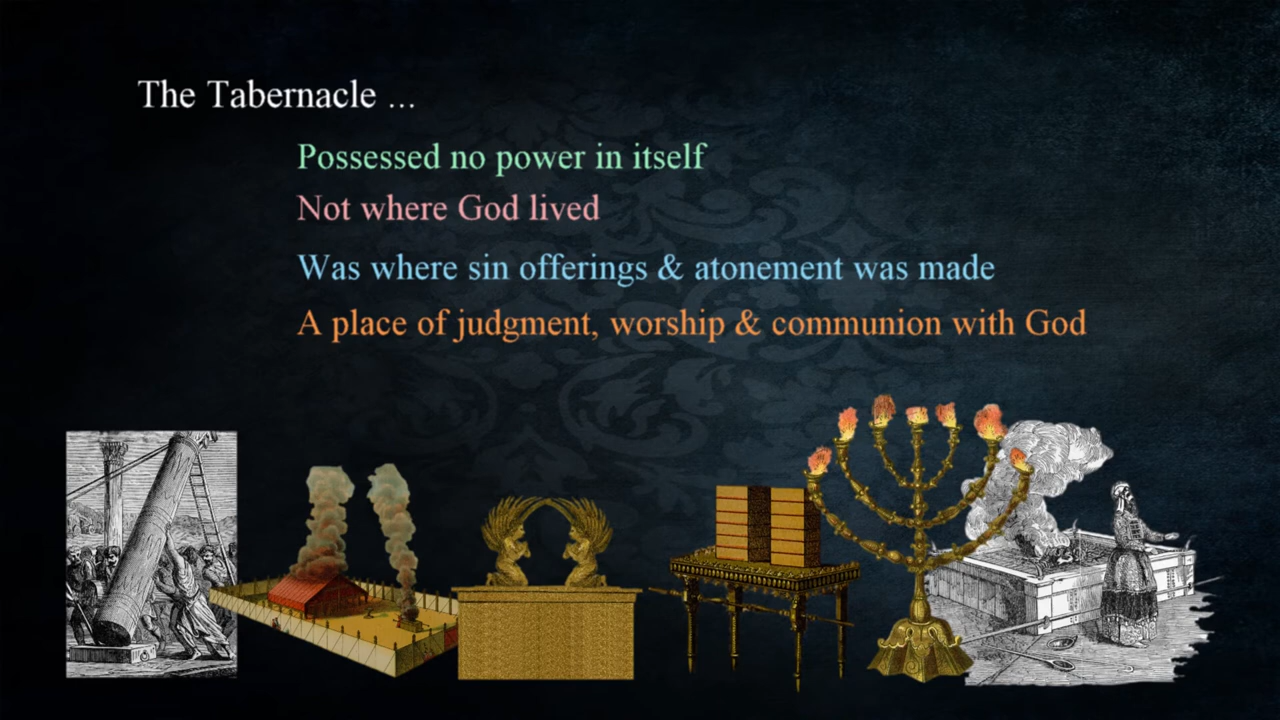 The Tabernacle ...
Possessed no power in itself
Not where God lived
Was where sin offerings & atonement was made
A place of judgment, worship & communion with God